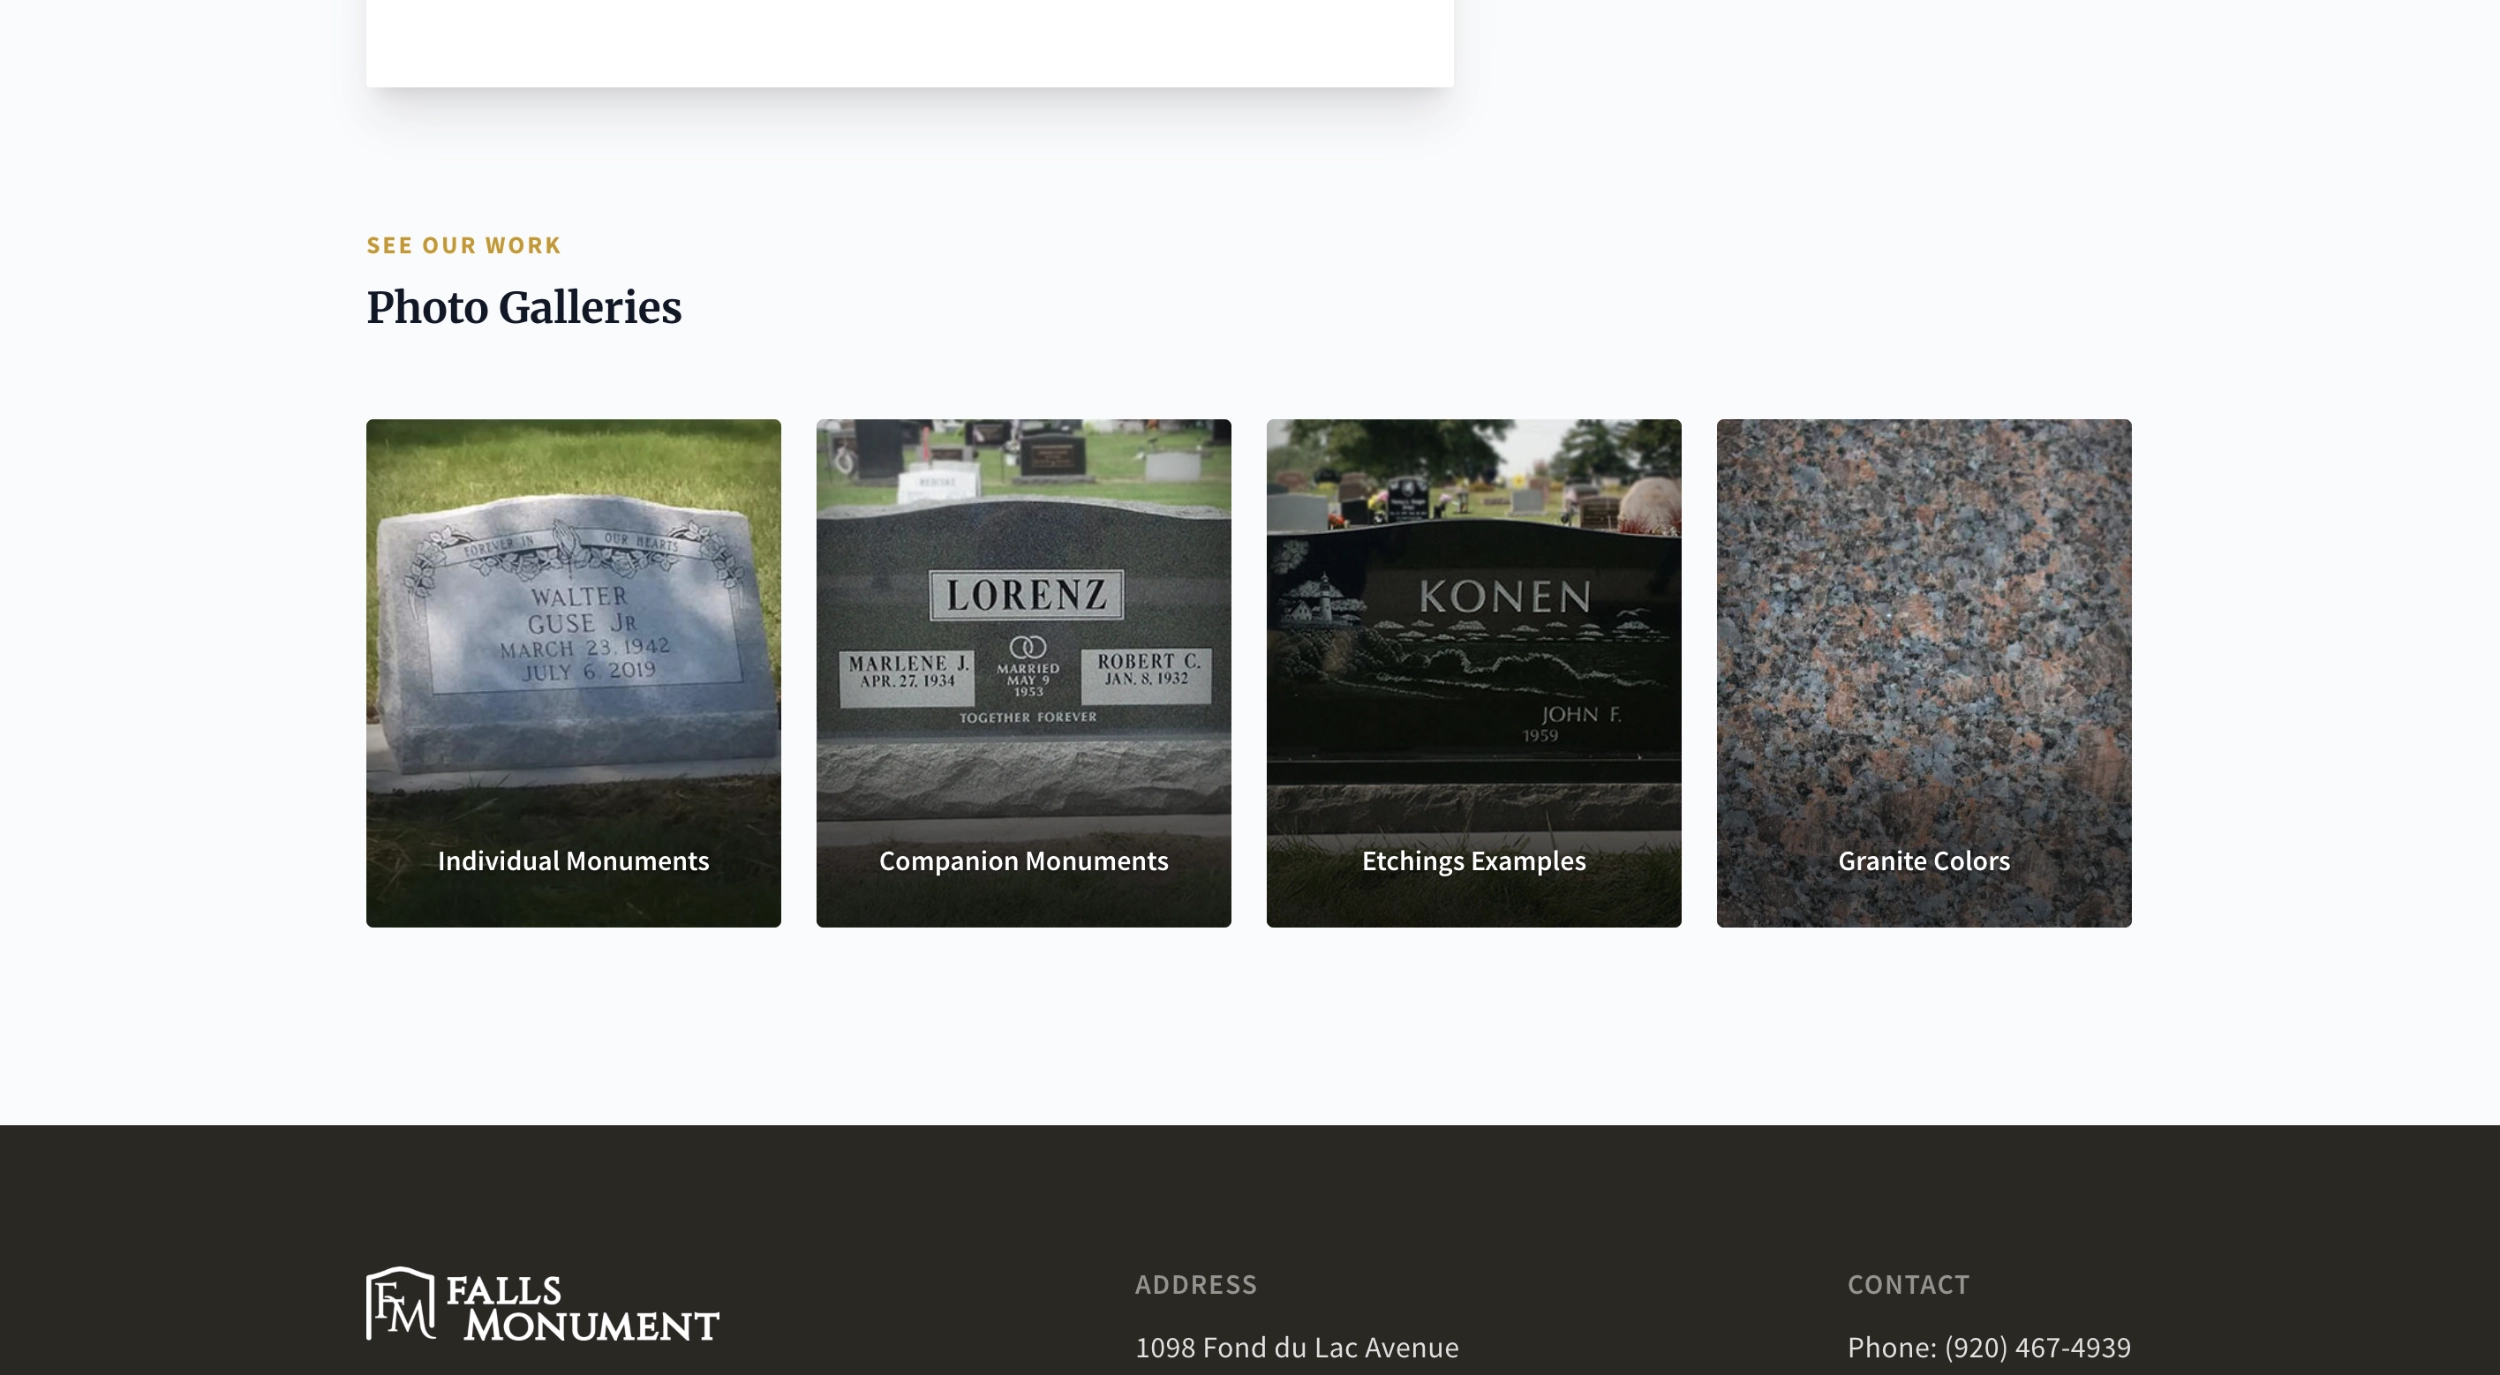 SEE OUR WORK
Photo Galleries
FOREVER IN OUR HEARTS
WALTER
GUSE JR
MARCH 23, 1942
JULY 6, 2019
Individual Monuments
LORENZ
MARLENE J.
APR. 27, 1934
MARRIED
MAY 9
1953
ROBERT C.
JAN. 8, 1932
TOGETHER FOREVER
Companion Monuments
KONEN
JOHN F.
1959
Etchings Examples
Granite Colors
FM FALLS
MONUMENT
ADDRESS
1098 Fond du Lac Avenue
CONTACT
Phone: (920) 467-4939